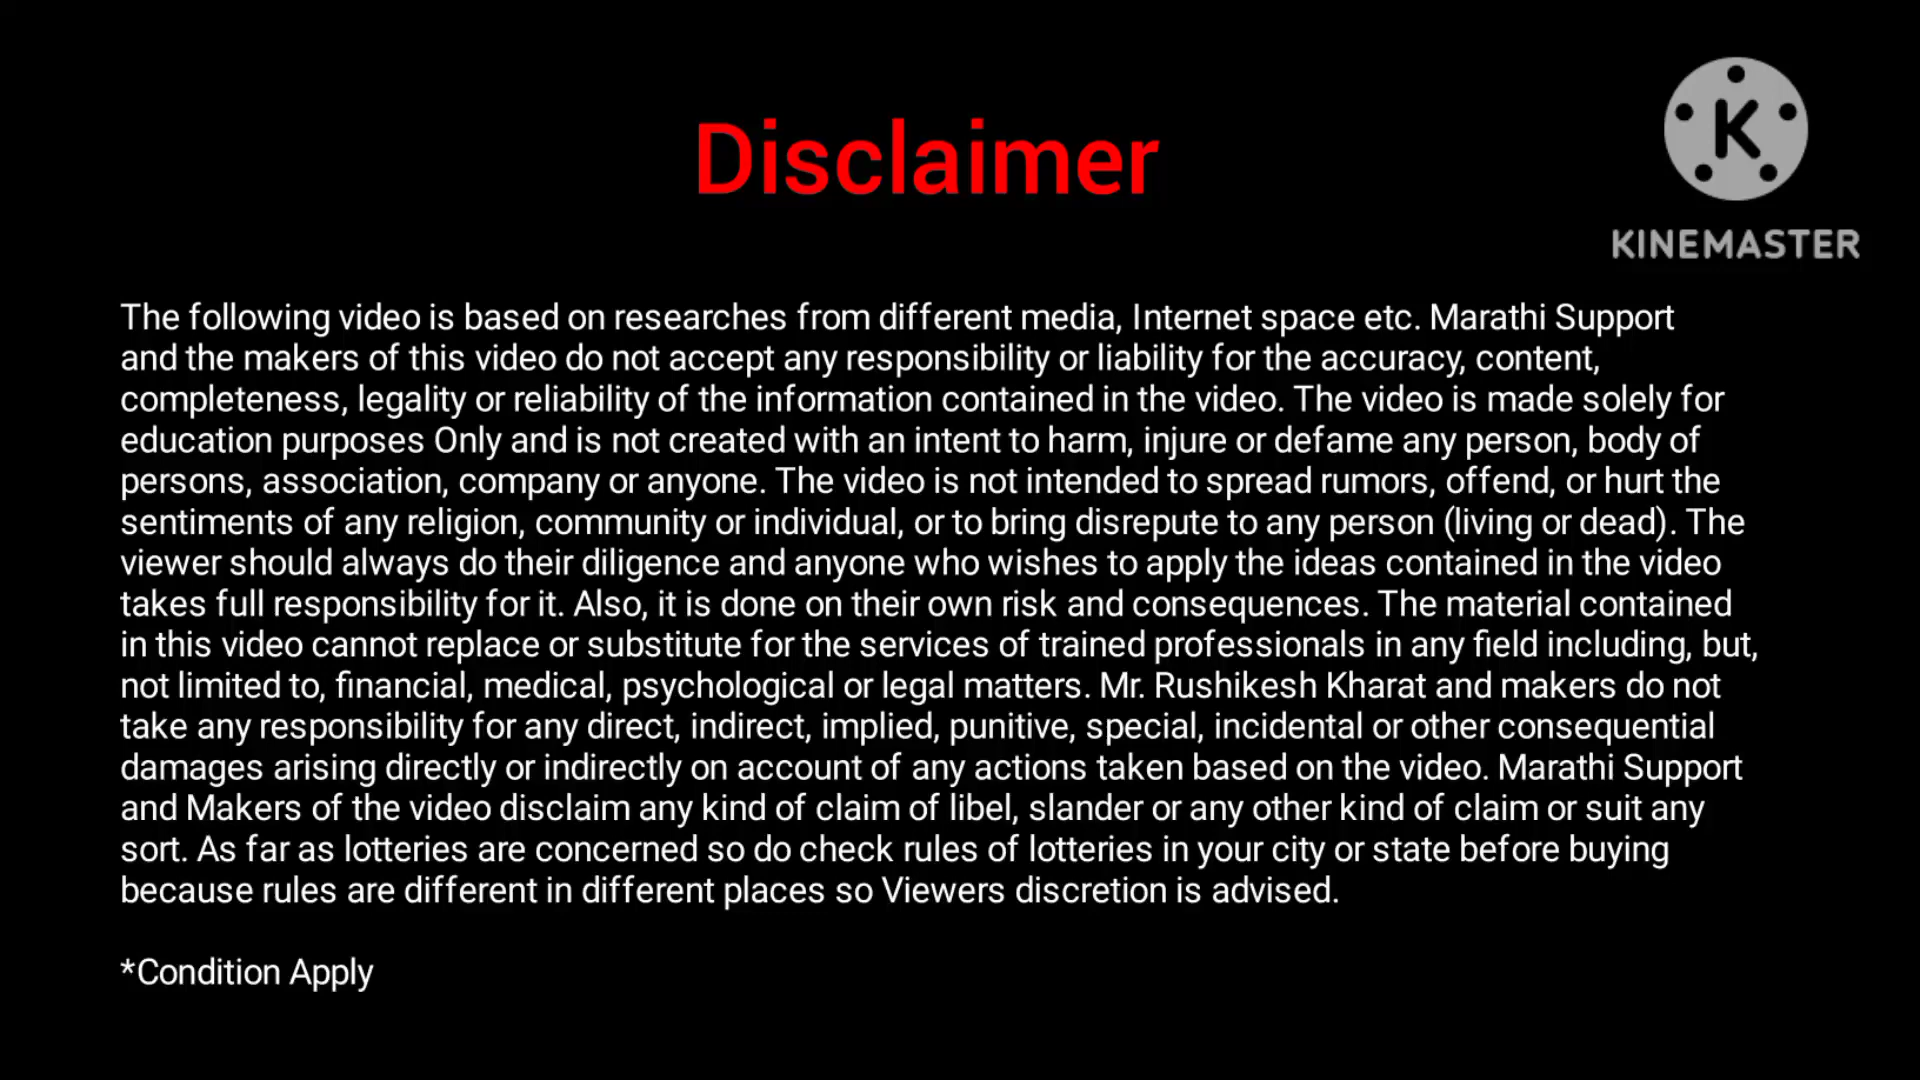 K
KINEMASTER
Disclaimer
The following video is based on researches from different media, Internet space etc. Marathi Support
and the makers of this video do not accept any responsibility or liability for the accuracy, content,
completeness, legality or reliability of the information contained in the video. The video is made solely for
education purposes Only and is not created with an intent to harm, injure or defame any person, body of
persons, association, company or anyone. The video is not intended to spread rumors, offend, or hurt the
sentiments of any religion, community or individual, or to bring disrepute to any person (living or dead). The
viewer should always do their diligence and anyone who wishes to apply the ideas contained in the video
takes full responsibility for it. Also, it is done on their own risk and consequences. The material contained
in this video cannot replace or substitute for the services of trained professionals in any field including, but,
not limited to, financial, medical, psychological or legal matters. Mr. Rushikesh Kharat and makers do not
take any responsibility for any direct, indirect, implied, punitive, special, incidental or other consequential
damages arising directly or indirectly on account of any actions taken based on the video. Marathi Support
and Makers of the video disclaim any kind of claim of libel, slander or any other kind of claim or suit any
sort. As far as lotteries are concerned so do check rules of lotteries in your city or state before buying
because rules are different in different places so Viewers discretion is advised.
*Condition Apply